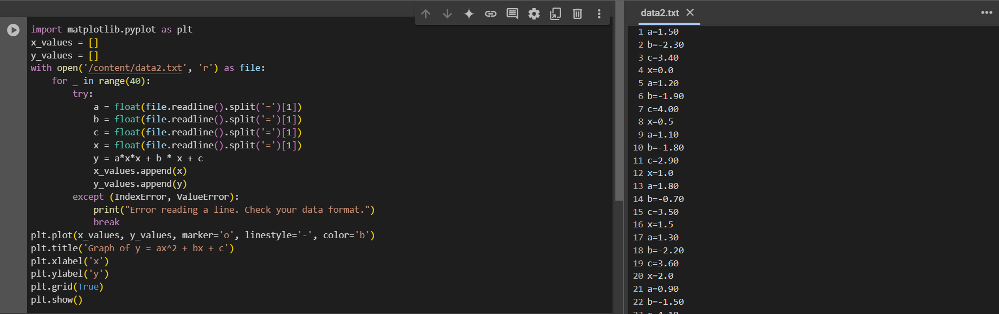 import matplotlib.pyplot as plt
x_values = []
y_values = []
with open('/content/data2.txt', 'r') as file:
    for _ in range(40):
        try:
            a = float(file.readline().split('=')[1])
            b = float(file.readline().split('=')[1])
            c = float(file.readline().split('=')[1])
            x = float(file.readline().split('=')[1])
            y = a*x*x + b * x + c
            x_values.append(x)
            y_values.append(y)
        except (IndexError, ValueError):
            print("Error reading a line. Check your data format.")
            break
plt.plot(x_values, y_values, marker='o', linestyle='-', color='b')
plt.title('Graph of y = ax^2 + bx + c')
plt.xlabel('x')
plt.ylabel('y')
plt.grid(True)
plt.show()
data2.txt
1 a=1.50
2 b=-2.30
3 c=3.40
4 x=0.0
5 a=1.20
6 b=-1.90
7 c=4.00
8 x=0.5
9 a=1.10
10 b=-1.80
11 c=2.90
12 x=1.0
13 a=1.80
14 b=-0.70
15 c=3.50
16 x=1.5
17 a=1.30
18 b=-2.20
19 c=3.60
20 x=2.0
21 a=0.90
22 b=-1.50
23 c=4.10